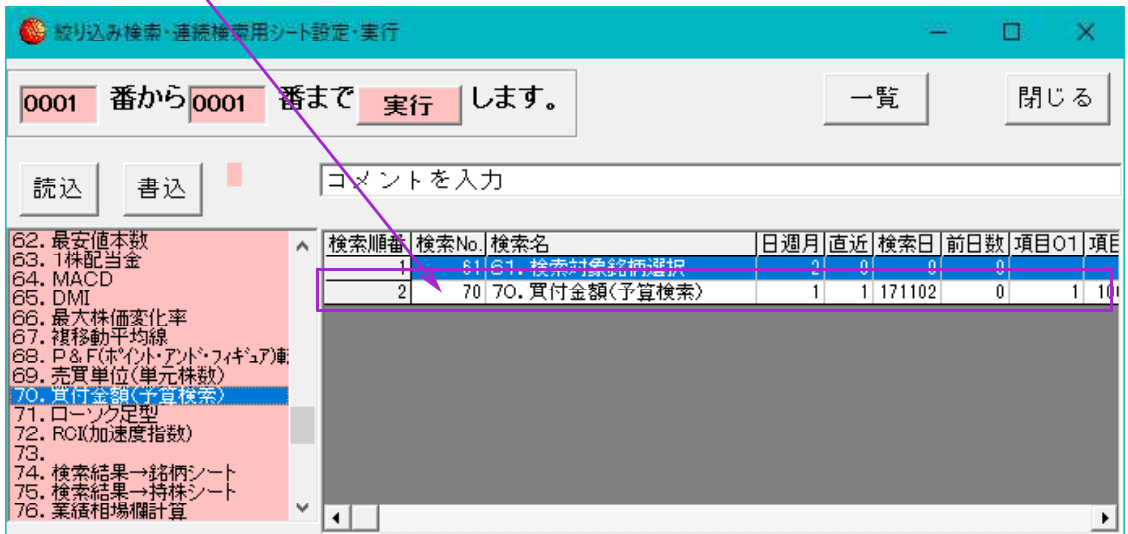 絞り込み検索・連続検索用シート設定・実行
0001 番から 0001 番まで 実行 します。 一覧 閉じる
読込 書込 コメントを入力
62. 最安値本数
63. 1株配当金
64. MACD
65. DMI
66. 最大株価変化率
67. 複移動平均線
68. P&F(ポイント・アンド・フィギュア)転
69. 売買単位(単元株数)
70. 買付金額(予算検索)
71. ローソク足型
72. RCI(加速度指数)
73.
74. 検索結果→銘柄シート
75. 検索結果→持株シート
76. 業績相場欄計算
検索順番 検索No. 検索名 日週月 直近 検索日 前日数 項目01 項目
1 61 61. 検索対象銘柄選択 2 0 0 0
2 70 70. 買付金額(予算検索) 1 1 171102 0 1